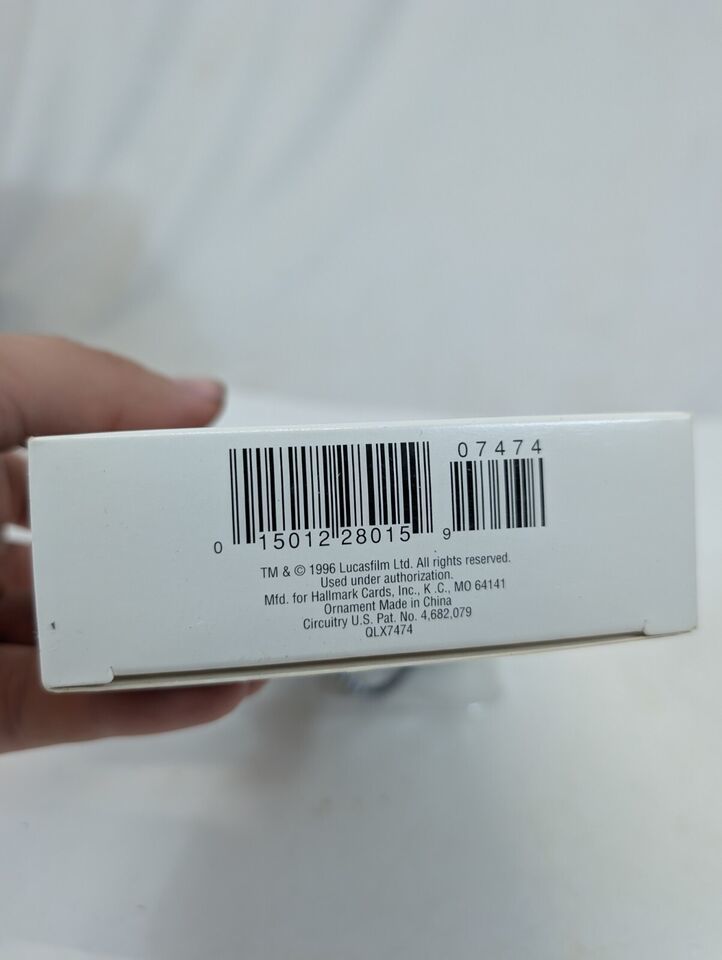 07474
0 15012 28015 9
TM & © 1996 Lucasfilm Ltd. All rights reserved.
Used under authorization.
Mfd. for Hallmark Cards, Inc., K .C., MO 64141
Ornament Made in China
Circuitry U.S. Pat. No. 4,682,079
QLX7474